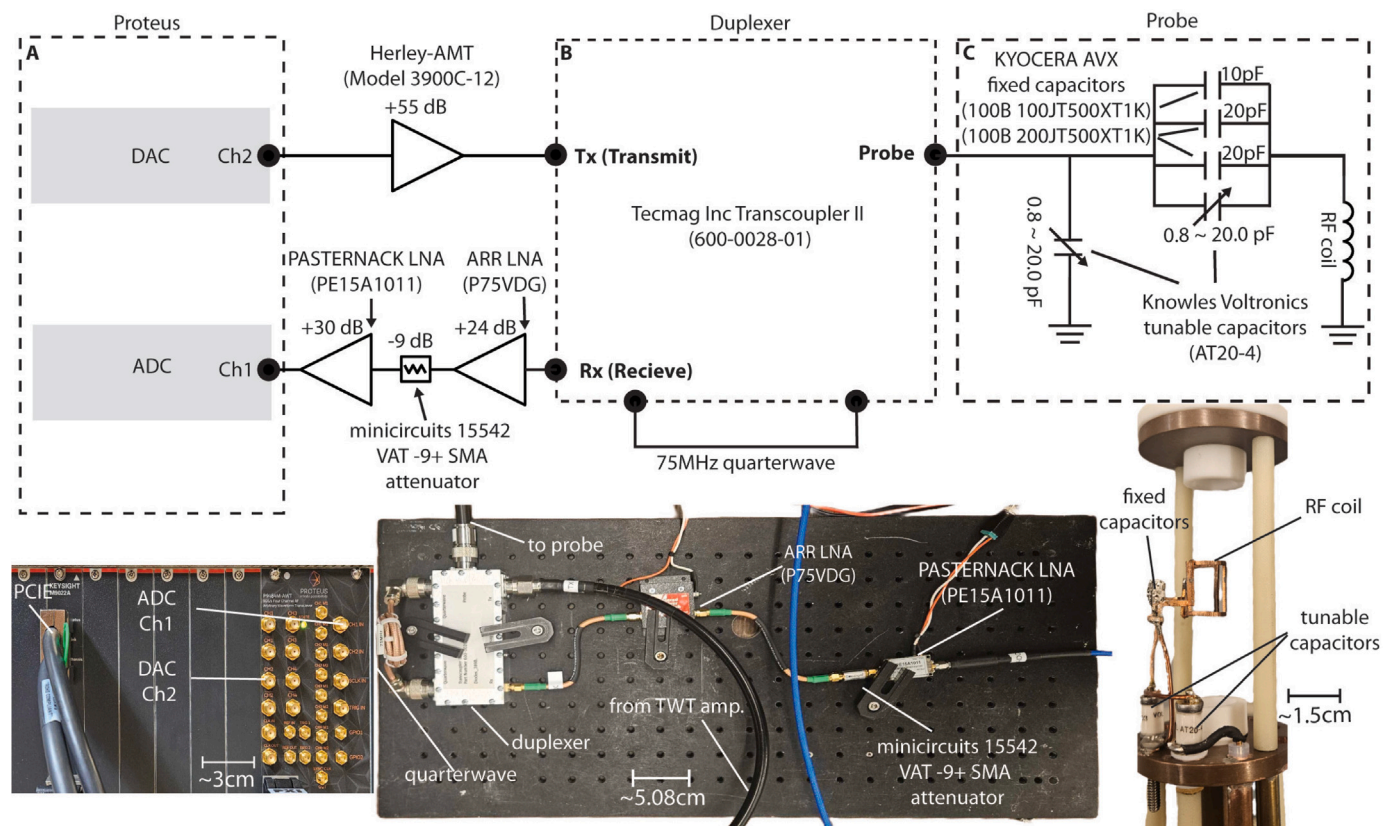 Proteus
Duplexer
Probe
A
B
C
Herley-AMT
(Model 3900C-12)
+55 dB
DAC
Ch2
Tx (Transmit)
Probe
Tecmag Inc Transcoupler II
(600-0028-01)
KYOCERA AVX
fixed capacitors
(100B 100JT500XT1K)
(100B 200JT500XT1K)
10pF
20pF
20pF
0.8 ~ 20.0 pF
0.8 ~ 20.0 pF
RF coil
Knowles Voltronics
tunable capacitors
(AT20-4)
PASTERNACK LNA
(PE15A1011)
ARR LNA
(P75VDG)
+30 dB
-9 dB
+24 dB
ADC
Ch1
Rx (Recieve)
minicircuits 15542
VAT -9+ SMA
attenuator
75MHz quarterwave
PCIE
KEYSIGHT
M9022A
PROTEUS
ADC
Ch1
DAC
Ch2
~3cm
to probe
ARR LNA
(P75VDG)
PASTERNACK LNA
(PE15A1011)
from TWT amp.
duplexer
quarterwave
~5.08cm
minicircuits 15542
VAT -9+ SMA
attenuator
fixed
capacitors
RF coil
tunable
capacitors
~1.5cm